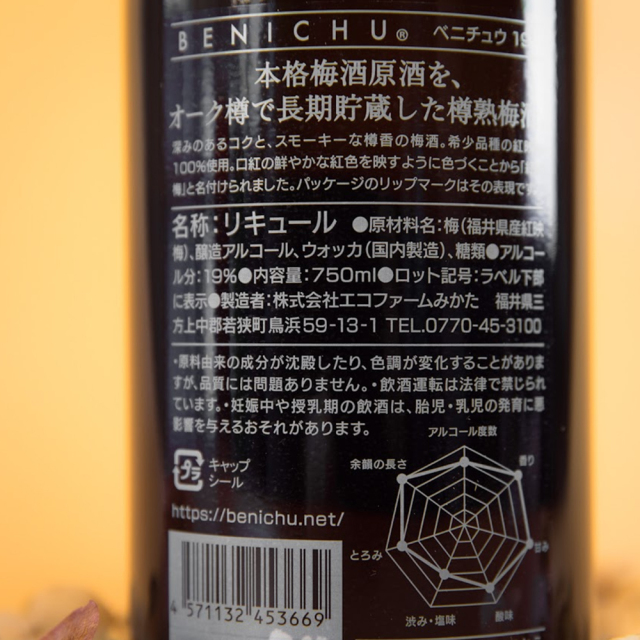 BENICHU® ベニチュウ 19
本格梅酒原酒を、
オーク樽で長期貯蔵した樽熟梅酒
深みのあるコクと、スモーキーな樽香の梅酒。希少品種の紅映
100%使用。口紅の鮮やかな紅色を映すように色づくことから「紅
梅」と名付けられました。パッケージのリップマークはその表現です
名称:リキュール ●原材料名:梅(福井県産紅映
梅)、醸造アルコール、ウォッカ(国内製造)、糖類●アルコー
ル分:19%●内容量:750ml●ロット記号:ラベル下部
に表示●製造者:株式会社エコファームみかた 福井県三
方上中郡若狭町鳥浜59-13-1 TEL.0770-45-3100
・原料由来の成分が沈殿したり、色調が変化することがありま
すが、品質には問題ありません。・飲酒運転は法律で禁じられ
ています。・妊娠中や授乳期の飲酒は、胎児・乳児の発育に悪
影響を与えるおそれがあります。
アルコール度数
プラ
キャップ
シール
余韻の長さ
香り
https://benichu.net/
とろみ
甘み
渋み・塩味
酸味
4 571132 453669